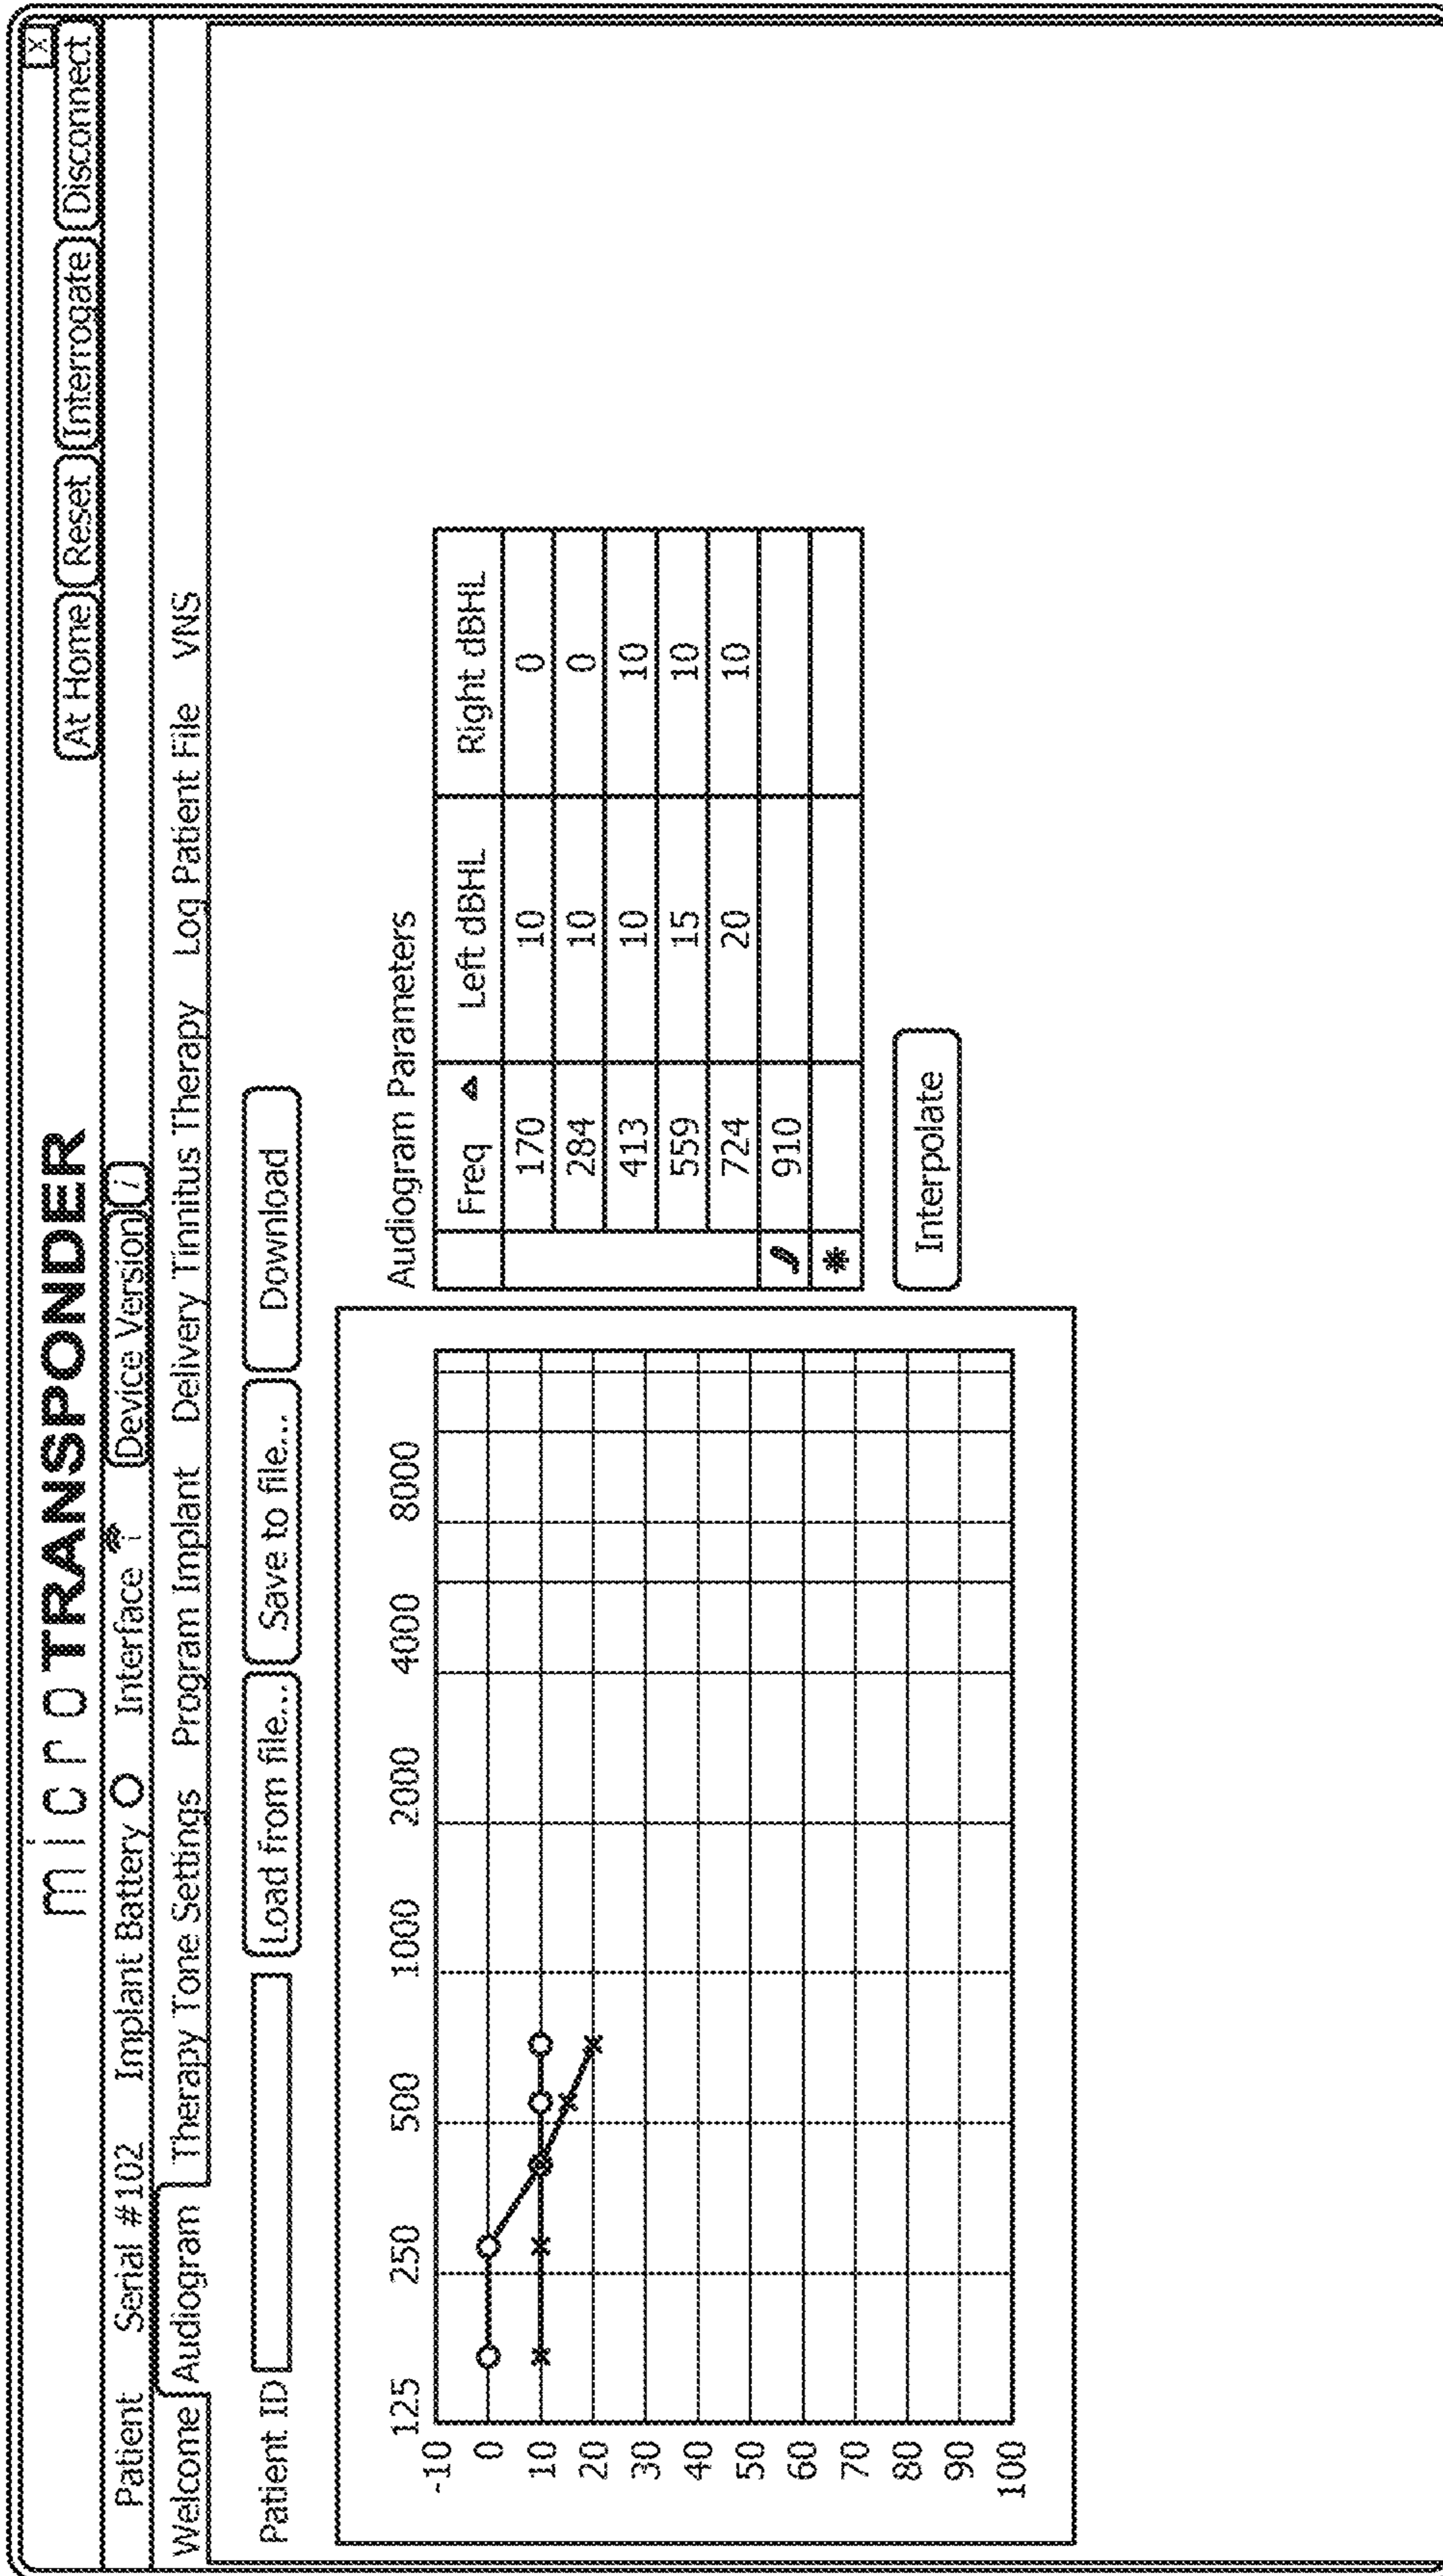 microTRANSPONDER
X
At Home Reset Interrogate Disconnect
Patient Serial #102 Implant Battery Interface i Device Version i
Welcome Audiogram Therapy Tone Settings Program Implant Delivery Tinnitus Therapy Log Patient File VNS
Patient ID Load from file... Save to file... Download
125 250 500 1000 2000 4000 8000
-10
0
10
20
30
40
50
60
70
80
90
100
Audiogram Parameters
Freq Left dBHL Right dBHL
170 10 0
284 10 0
413 10 10
559 15 10
724 20 10
910
*
Interpolate